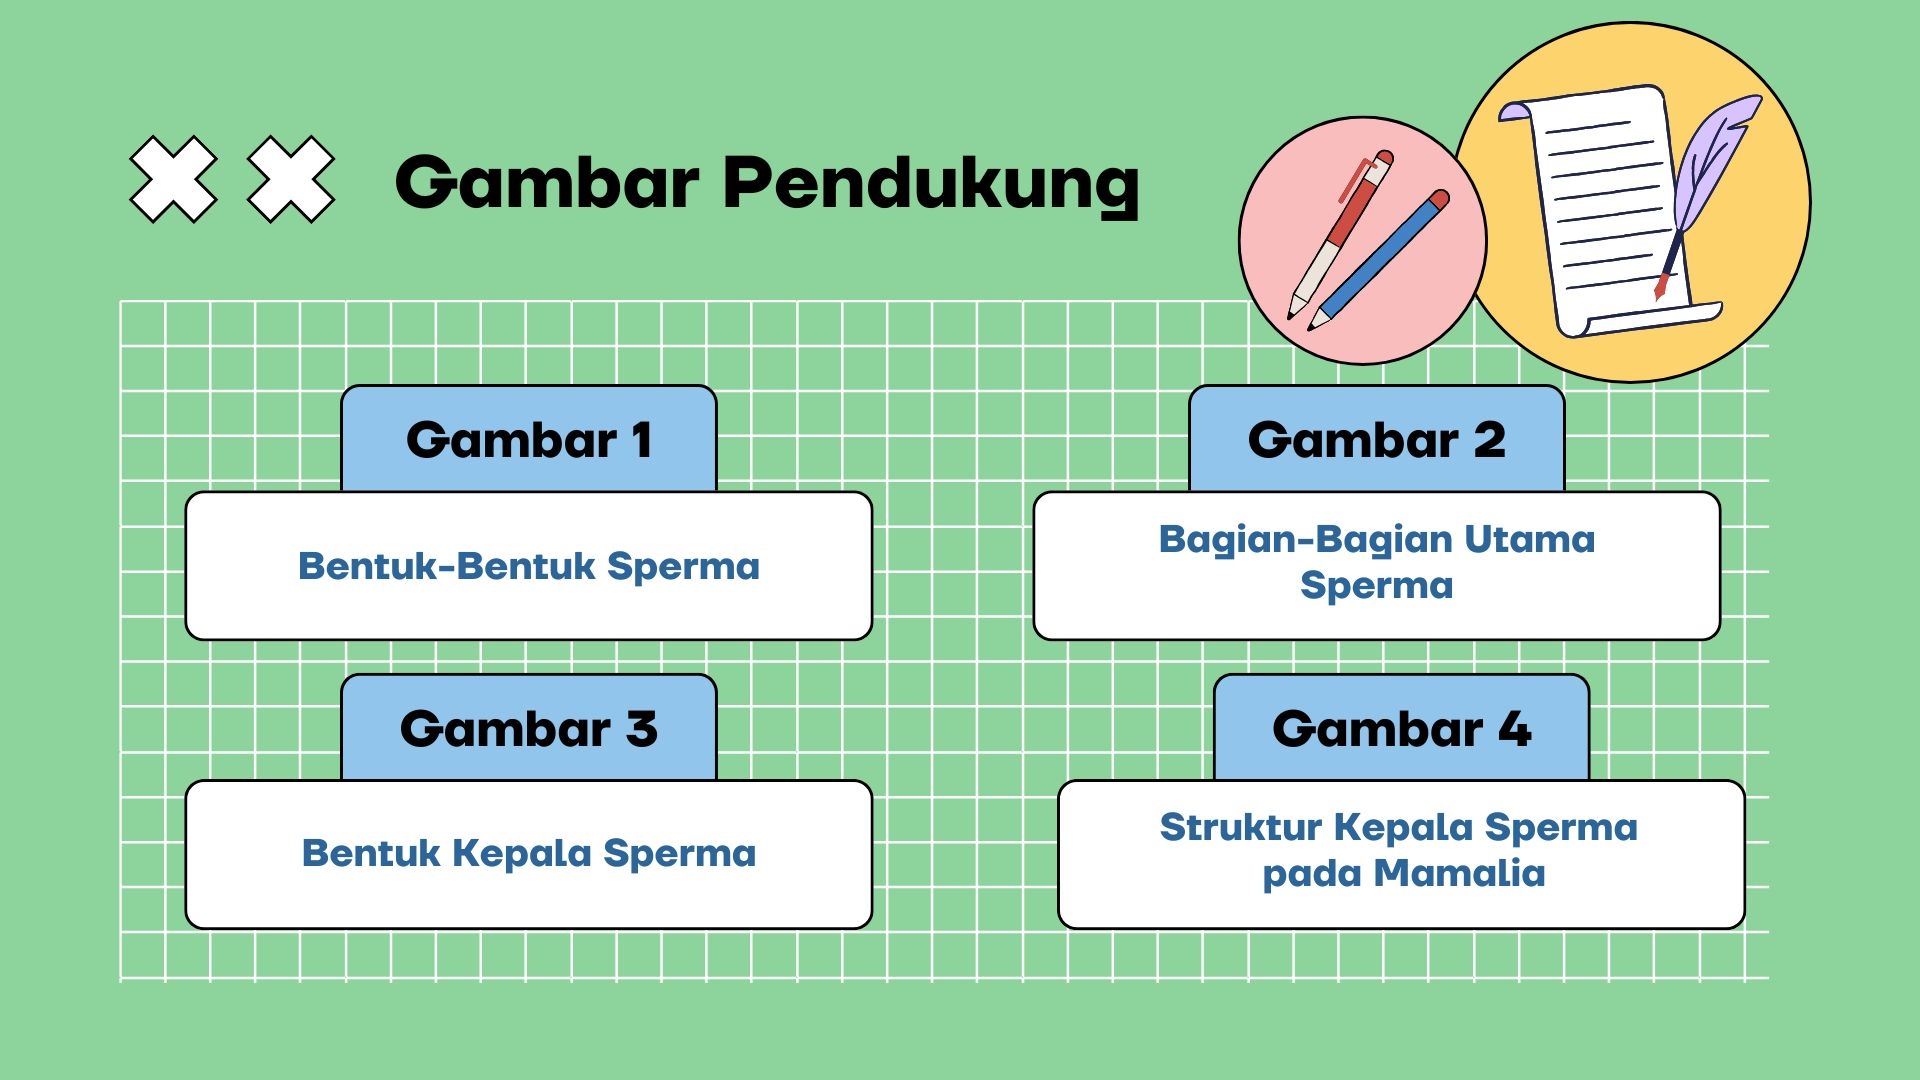 Gambar Pendukung
Gambar 1
Bentuk-Bentuk Sperma
Gambar 2
Bagian-Bagian Utama
Sperma
Gambar 3
Bentuk Kepala Sperma
Gambar 4
Struktur Kepala Sperma
pada Mamalia